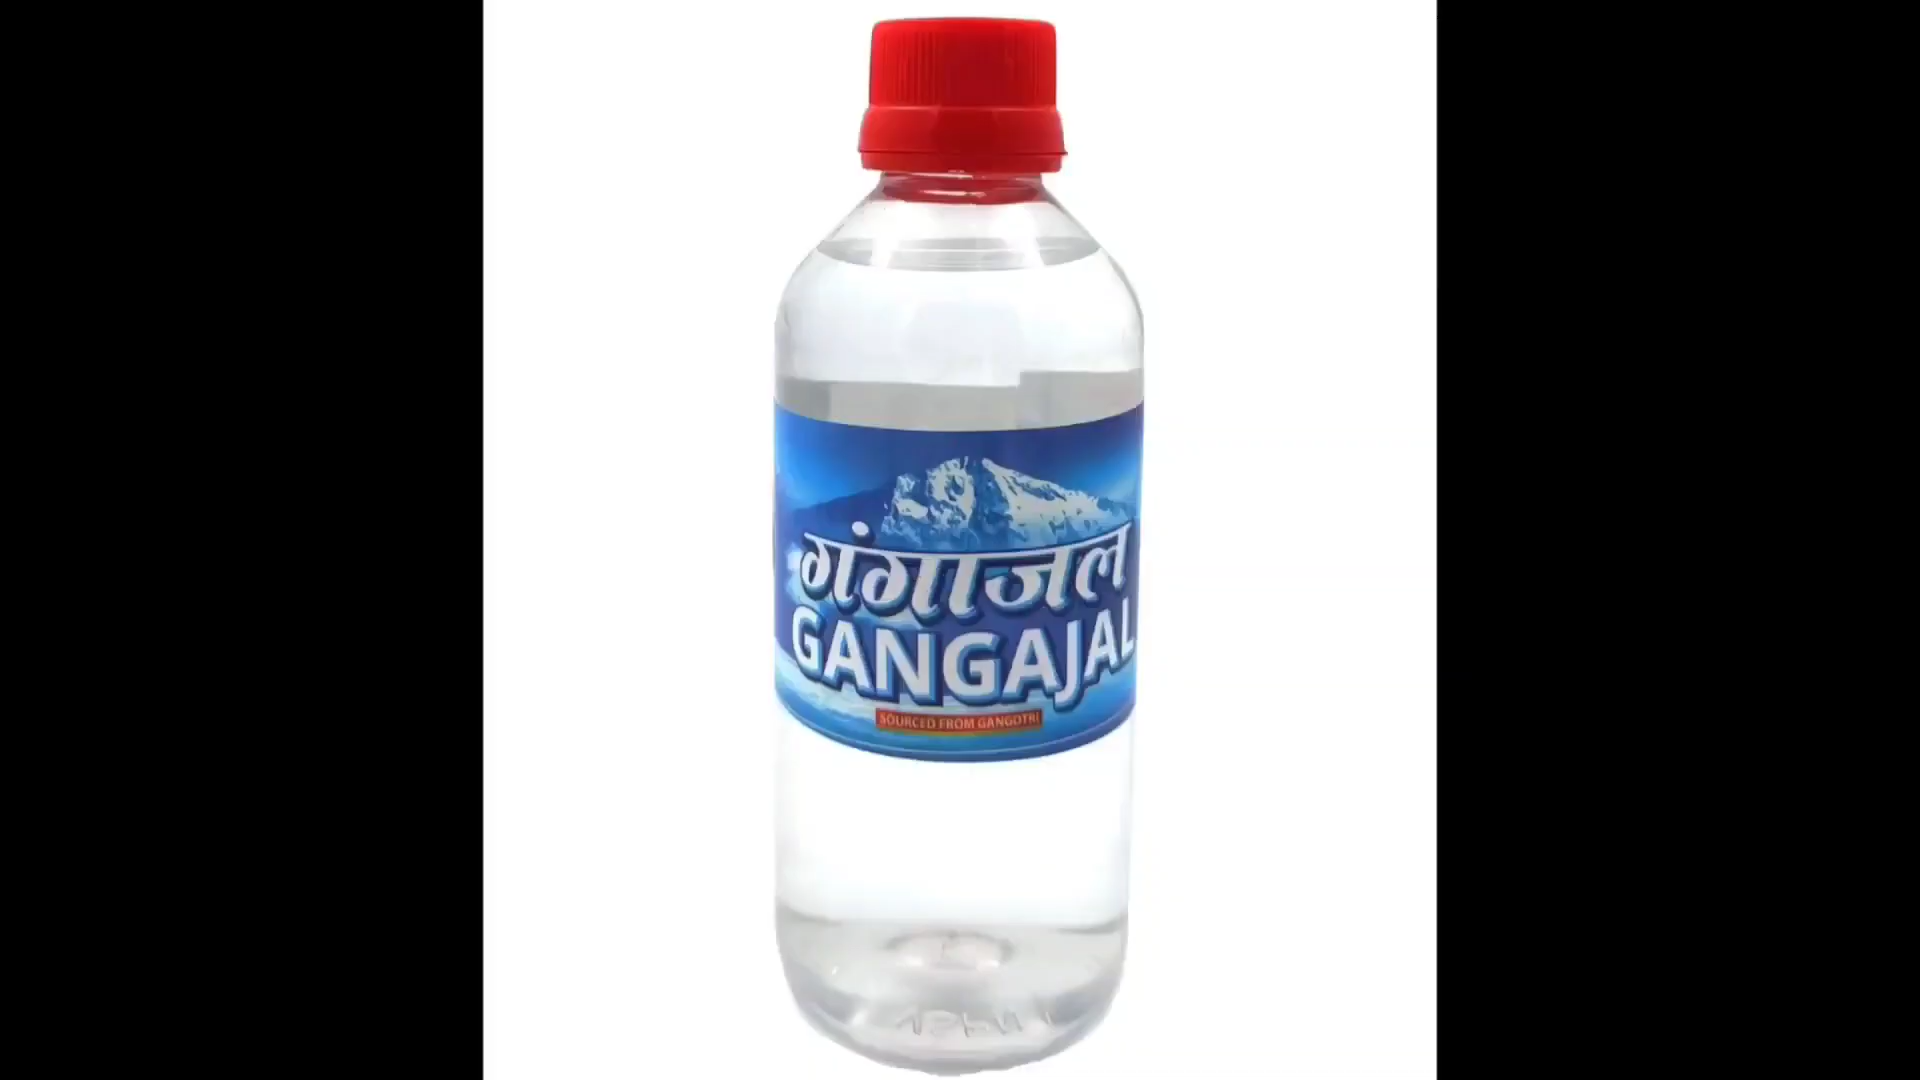 गंगाजल
GANGAJAL
SOURCED FROM GANGOTRI